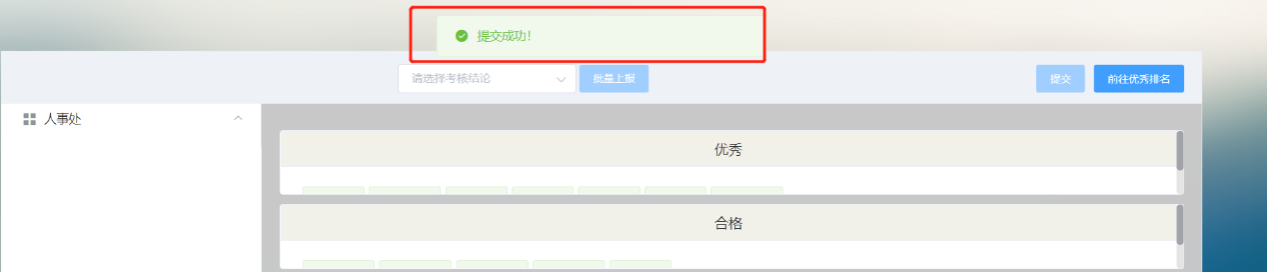 提交成功!
请选择考核结论
批量上报
提交
前往优秀排名
人事处
优秀
合格